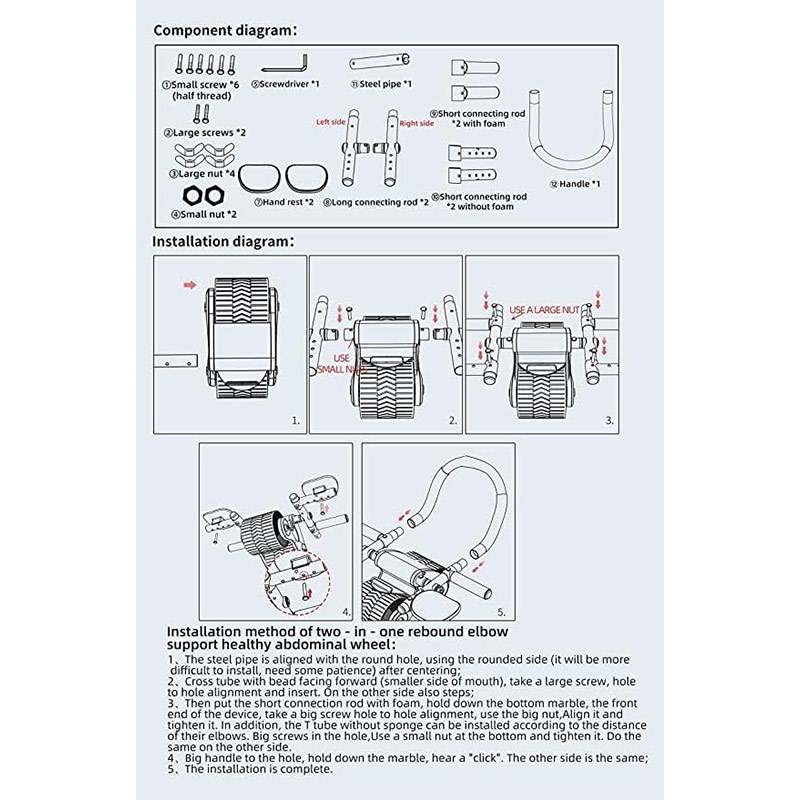 Component diagram:
①Small screw *6
(half thread)
⑤Screwdriver *1
⑪Steel pipe *1
②Large screws *2
Left side
Right side
⑨Short connecting rod
*2 with foam
③Large nut *4
④Small nut *2
⑦Hand rest *2
⑧Long connecting rod *2
⑩Short connecting rod
*2 without foam
⑫Handle *1
Installation diagram:
1.
USE
SMALL NUTS
2.
USE A LARGE NUT
3.
4.
5.
Installation method of two - in - one rebound elbow
support healthy abdominal wheel:
1、The steel pipe is aligned with the round hole, using the rounded side (it will be more
difficult to install, need some patience) after centering;
2、Cross tube with bead facing forward (smaller side of mouth), take a large screw, hole
to hole alignment and insert. On the other side also steps;
3、Then put the short connection rod with foam, hold down the bottom marble, the front
end of the device, take a big screw hole to hole alignment, use the big nut,Align it and
tighten it. In addition, the T tube without sponge can be installed according to the distance
of their elbows. Big screws in the hole,Use a small nut at the bottom and tighten it. Do the
same on the other side.
4、Big handle to the hole, hold down the marble, hear a "click". The other side is the same;
5、The installation is complete.